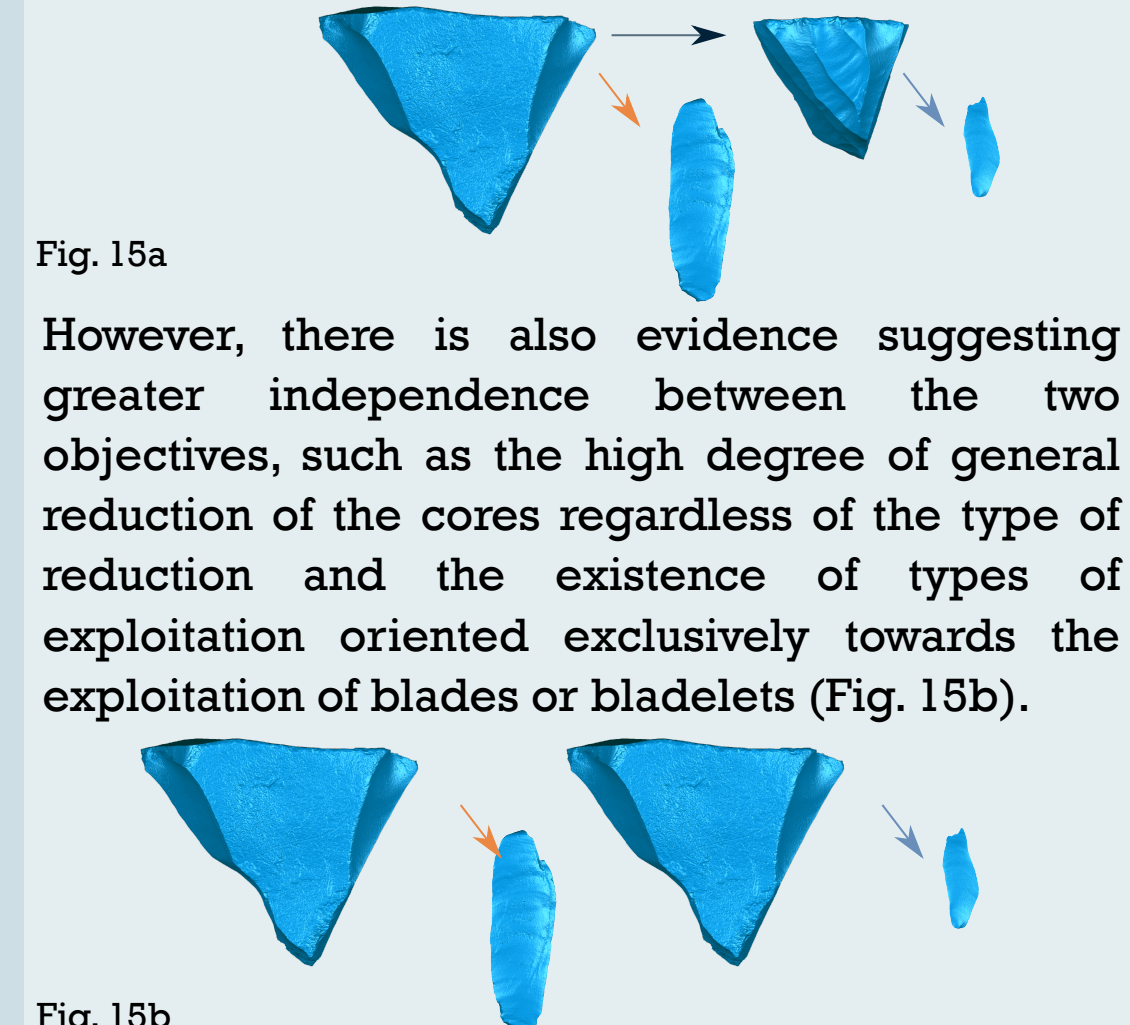 Fig. 15a
However, there is also evidence suggesting
greater independence between the two
objectives, such as the high degree of general
reduction of the cores regardless of the type of
reduction and the existence of types of
exploitation oriented exclusively towards the
exploitation of blades or bladelets (Fig. 15b).
Fig. 15b